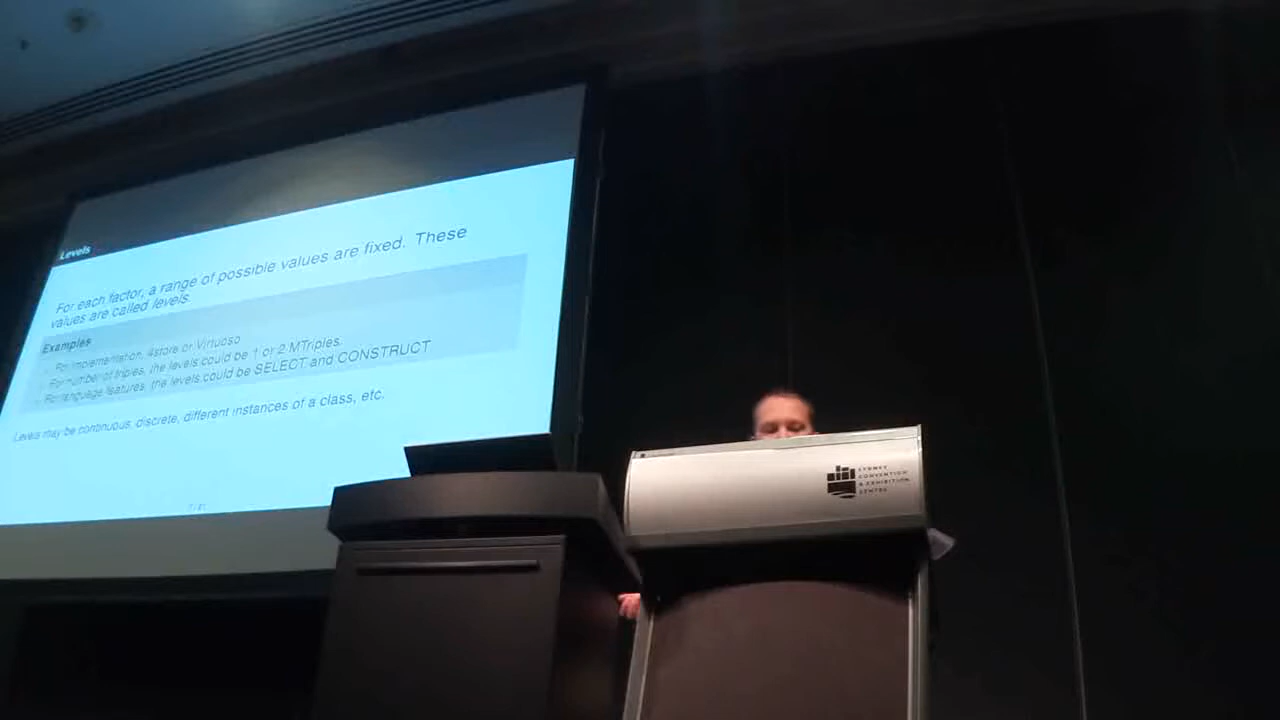 Levels
For each factor, a range of possible values are fixed. These
values are called levels.
Examples
For implementation, 4store or Virtuoso
For number of triples, the levels could be 1 or 2 MTriples.
For language features, the levels could be SELECT and CONSTRUCT
Levels may be continuous, discrete, different instances of a class, etc.
SYDNEY
CONVENTION
& EXHIBITION
CENTRE